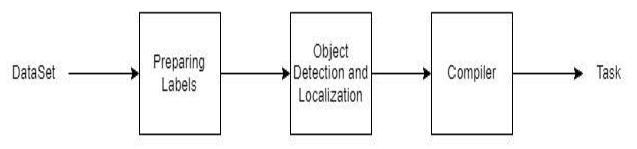 DataSet
Preparing
Labels
Object
Detection and
Localization
Compiler
Task